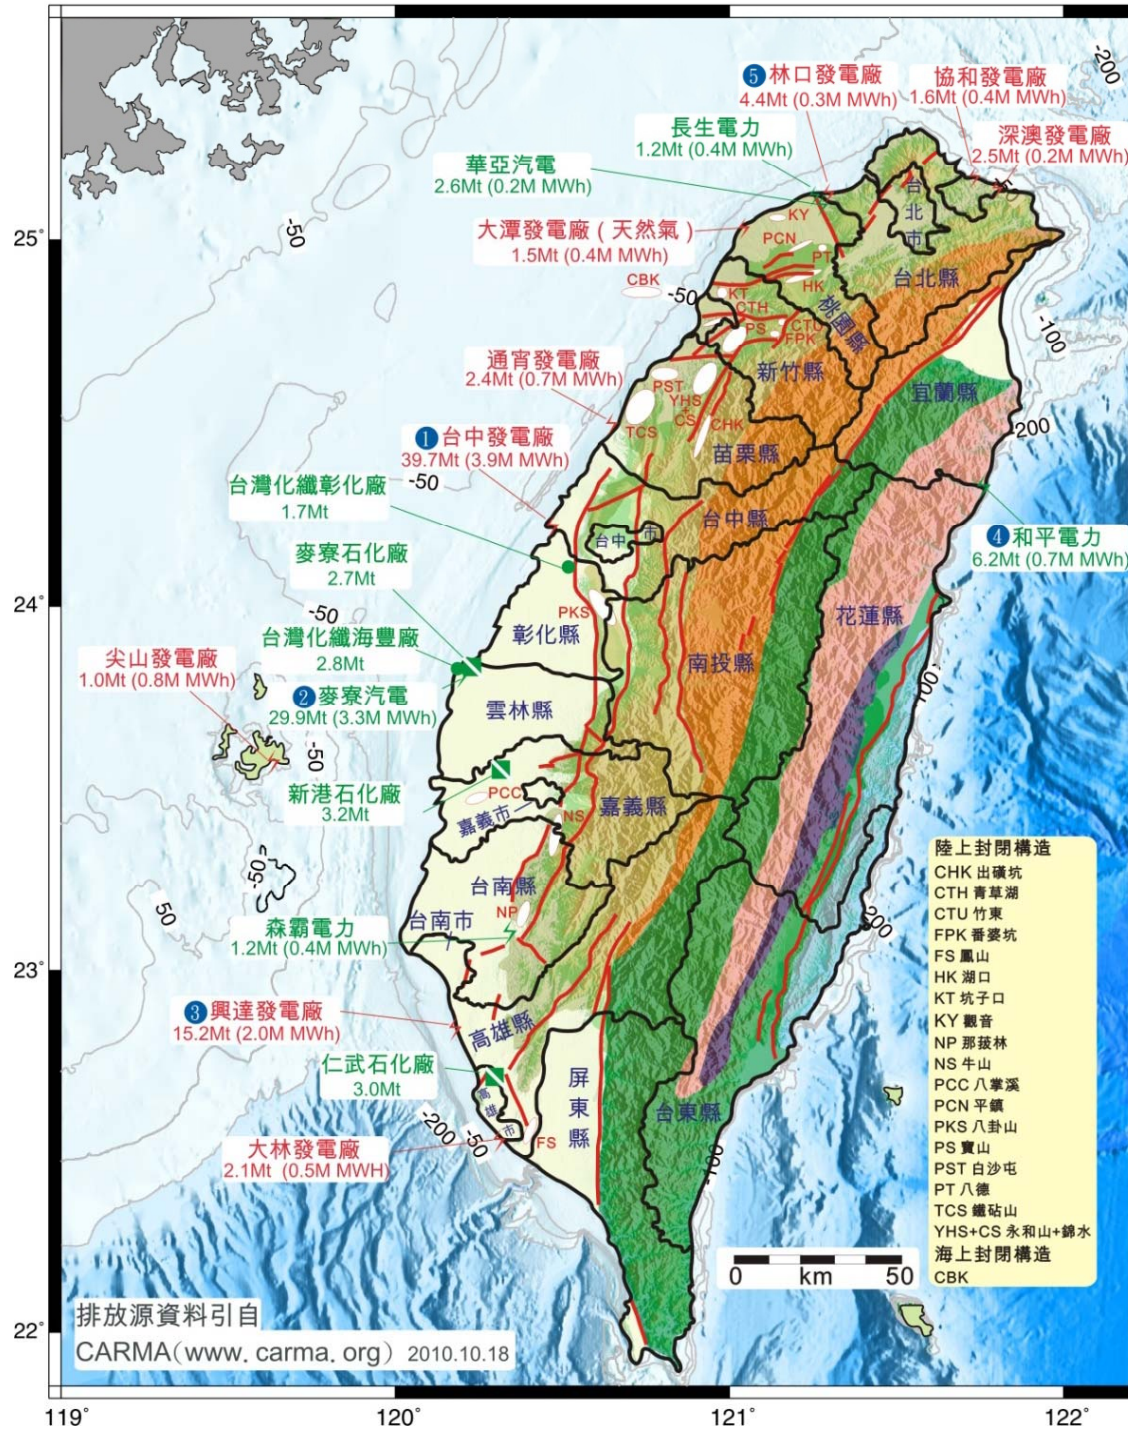 5 林口發電廠
4.4Mt (0.3M MWh)
協和發電廠
1.6Mt (0.4M MWh)
長生電力
1.2Mt (0.4M MWh)
深澳發電廠
2.5Mt (0.2M MWh)
華亞汽電
2.6Mt (0.2M MWh)
大潭發電廠 ( 天然氣 )
1.5Mt (0.4M MWh)
-200
-50
-50
-50
-100
200
25°
KY
PCN
PT
HK
CBK
KT
CTH
PS
CTU
FPK
台北市
台北縣
桃園縣
新竹縣
宜蘭縣
通宵發電廠
2.4Mt (0.7M MWh)
PST
YHS
+
CS
CHK
TCS
苗栗縣
1 台中發電廠
39.7Mt (3.9M MWh)
-50
台灣化纖彰化廠
1.7Mt
台中縣
台中市
4 和平電力
6.2Mt (0.7M MWh)
麥寮石化廠
2.7Mt
24°
-50
PKS
彰化縣
花蓮縣
南投縣
台灣化纖海豐廠
2.8Mt
尖山發電廠
1.0Mt (0.8M MWh)
2 麥寮汽電
29.9Mt (3.3M MWh)
雲林縣
-100
-50
新港石化廠
3.2Mt
PCC
嘉義市
NS
嘉義縣
-50
50
台南縣
台南市
NP
森霸電力
1.2Mt (0.4M MWh)
200
23°
3 興達發電廠
15.2Mt (2.0M MWh)
高雄縣
仁武石化廠
3.0Mt
高雄市
屏東縣
台東縣
-200
-50
FS
大林發電廠
2.1Mt (0.5M MWH)
-100
陸上封閉構造
CHK 出磺坑
CTH 青草湖
CTU 竹東
FPK 番婆坑
FS 鳳山
HK 湖口
KT 坑子口
KY 觀音
NP 那菝林
NS 牛山
PCC 八掌溪
PCN 平鎮
PKS 八卦山
PS 寶山
PST 白沙屯
PT 八德
TCS 鐵砧山
YHS+CS 永和山+錦水
海上封閉構造
CBK
0 km 50
排放源資料引自
CARMA(www. carma. org) 2010.10.18
22°
119° 120° 121° 122°